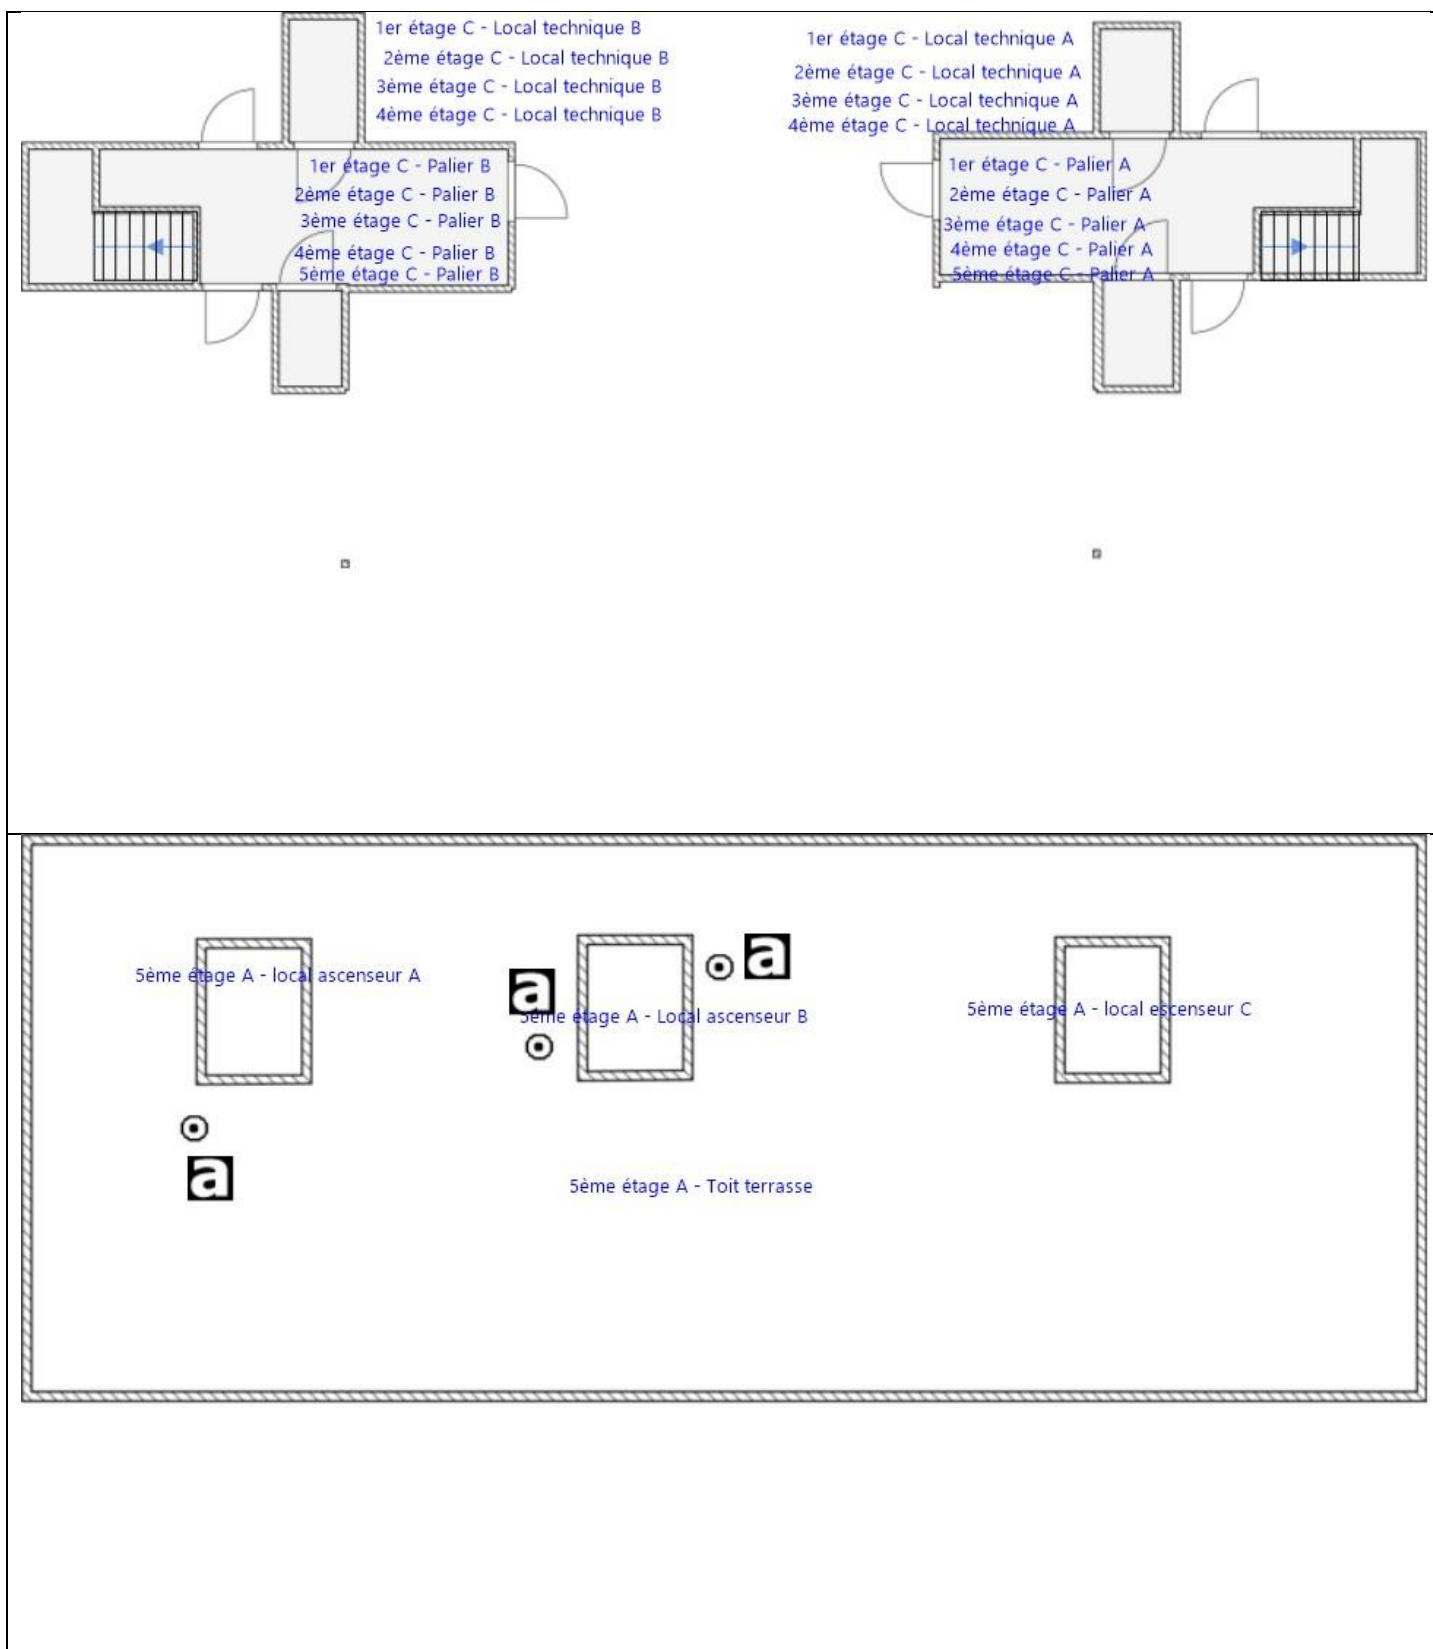 1er étage C - Local technique B
2ème étage C - Local technique B
3ème étage C - Local technique B
4ème étage C - Local technique B
1er étage C - Palier B
2ème étage C - Palier B
3ème étage C - Palier B
4ème étage C - Palier B
5ème étage C - Palier B
1er étage C - Local technique A
2ème étage C - Local technique A
3ème étage C - Local technique A
4ème étage C - Local technique A
1er étage C - Palier A
2ème étage C - Palier A
3ème étage C - Palier A
4ème étage C - Palier A
5ème étage C - Palier A
5ème étage A - local ascenseur A
a
a
5ème étage A - Local ascenseur B
5ème étage A - local escenseur C
a
5ème étage A - Toit terrasse